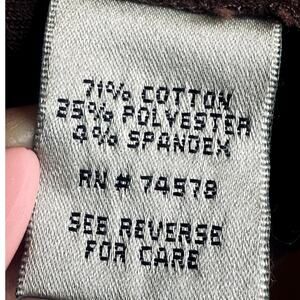 71% COTTON
25% POLYESTER
4% SPANDEX
RN # 74578
SEE REVERSE
FOR CARE